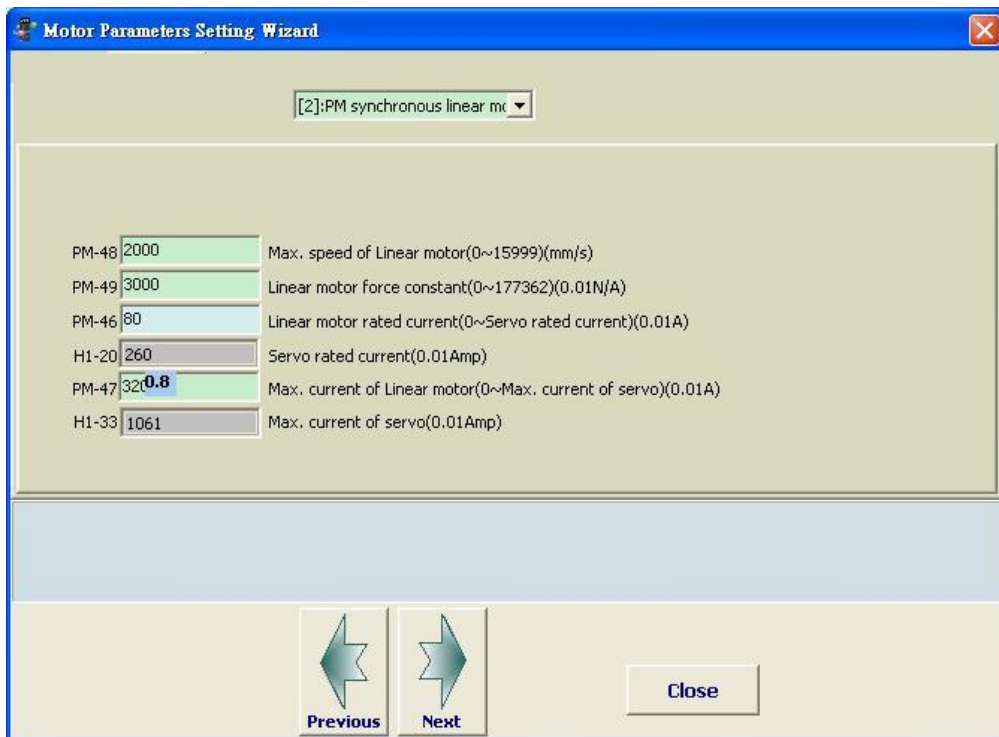 Motor Parameters Setting Wizard
[2]:PM synchronous linear mo
PM-48 2000 Max. speed of Linear motor(0~15999)(mm/s)
PM-49 3000 Linear motor force constant(0~177362)(0.01N/A)
PM-46 80 Linear motor rated current(0~Servo rated current)(0.01A)
H1-20 260 Servo rated current(0.01Amp)
PM-47 320 0.8 Max. current of Linear motor(0~Max. current of servo)(0.01A)
H1-33 1061 Max. current of servo(0.01Amp)
Previous Next Close